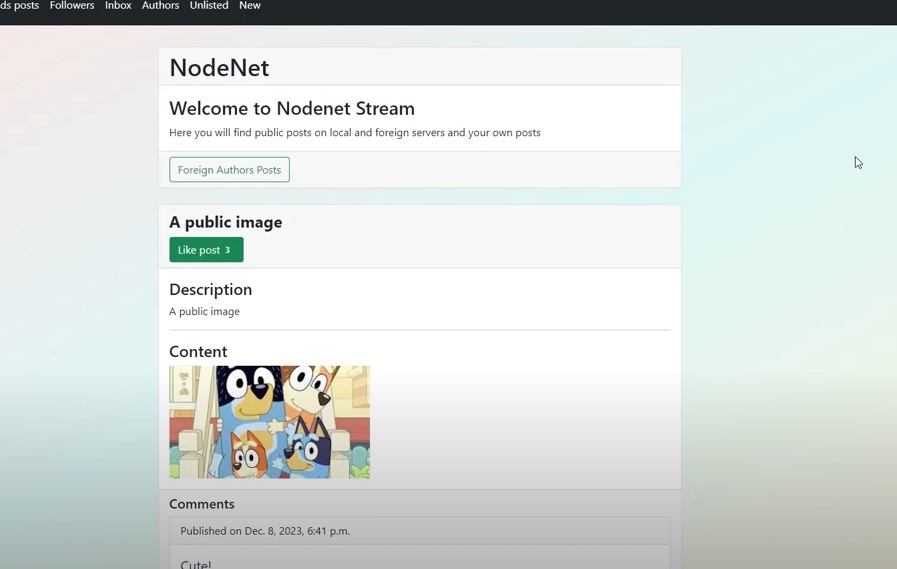 ds posts Followers Inbox Authors Unlisted New
NodeNet
Welcome to Nodenet Stream
Here you will find public posts on local and foreign servers and your own posts
Foreign Authors Posts
A public image
Like post 3
Description
A public image
Content
Comments
Published on Dec. 8, 2023, 6:41 p.m.
Cute!